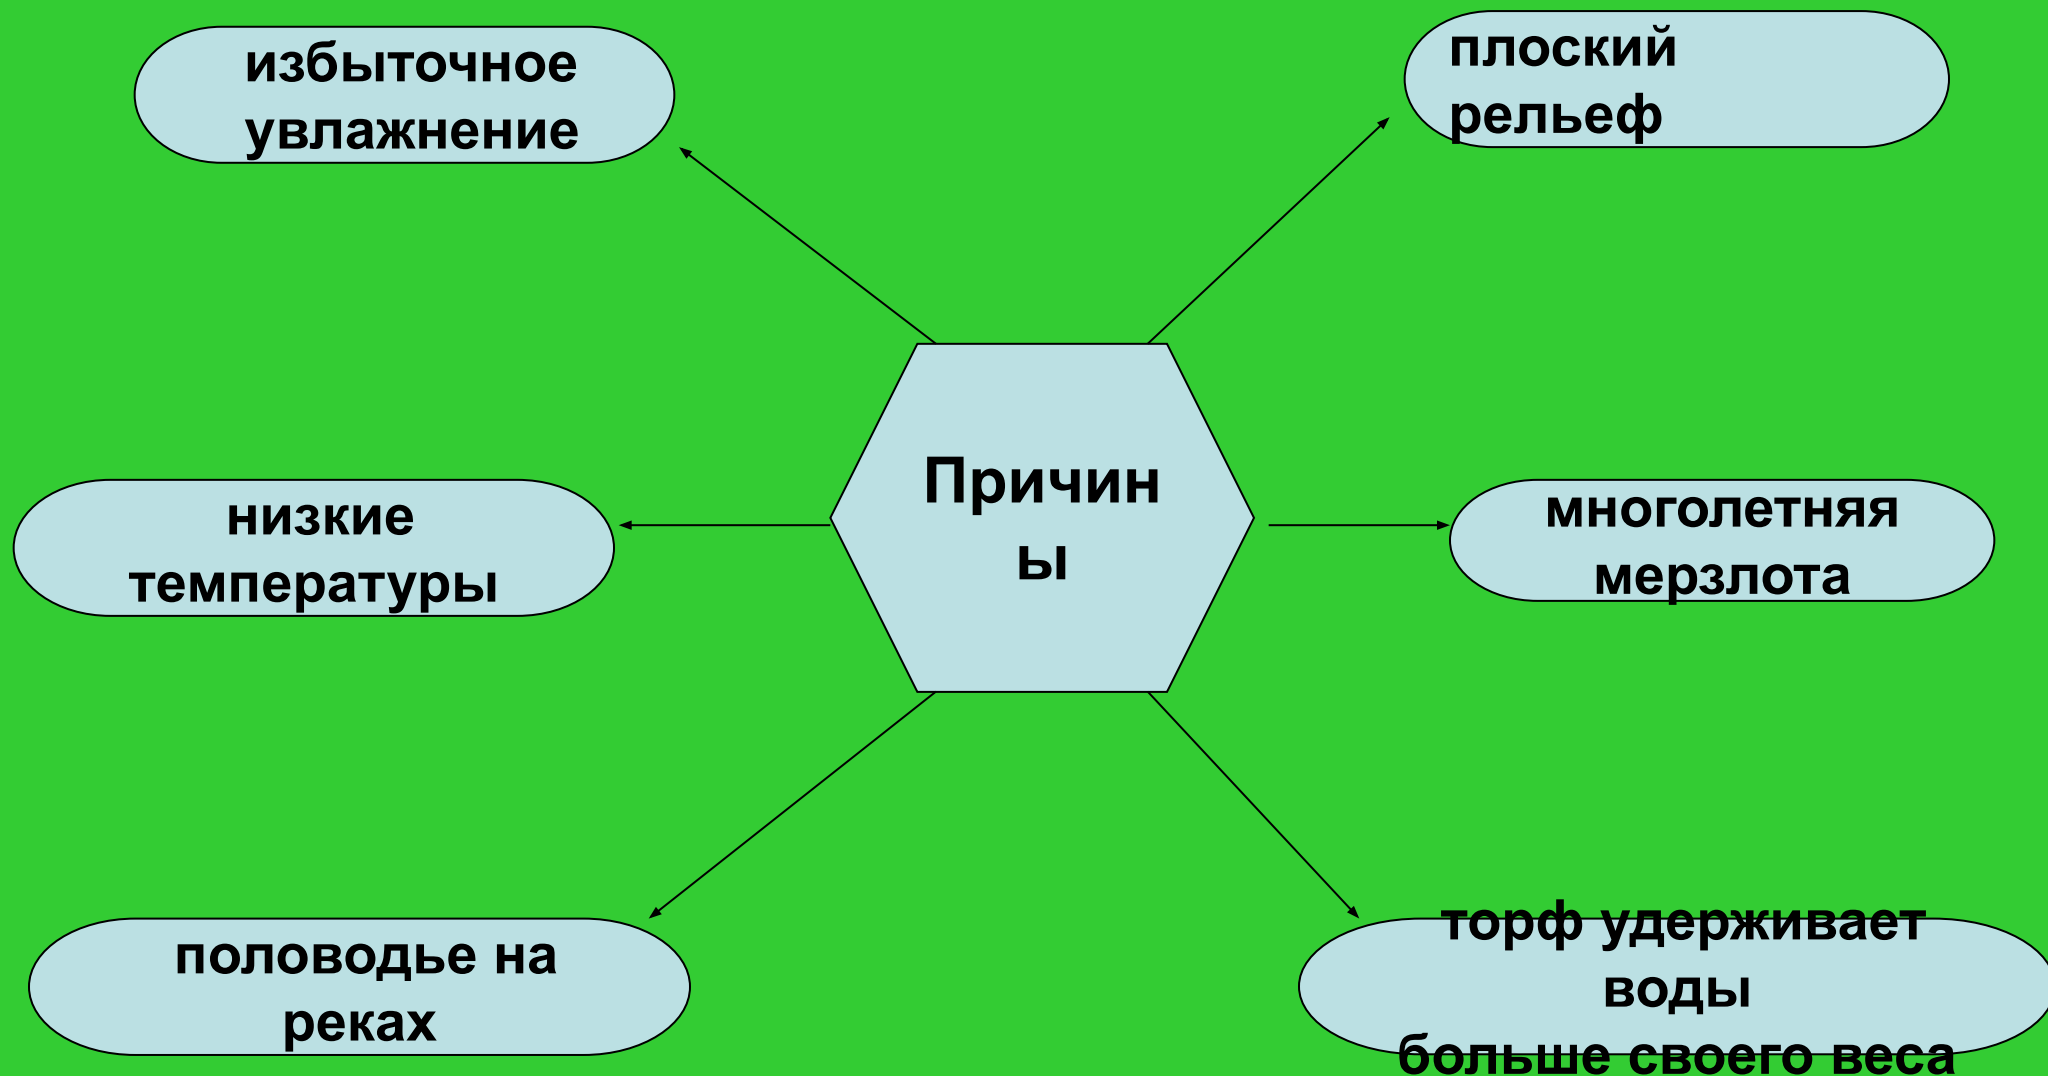 избыточное
увлажнение
плоский
рельеф
Причин
ы
низкие
температуры
многолетняя
мерзлота
половодье на
реках
торф удерживает
воды
больше своего веса